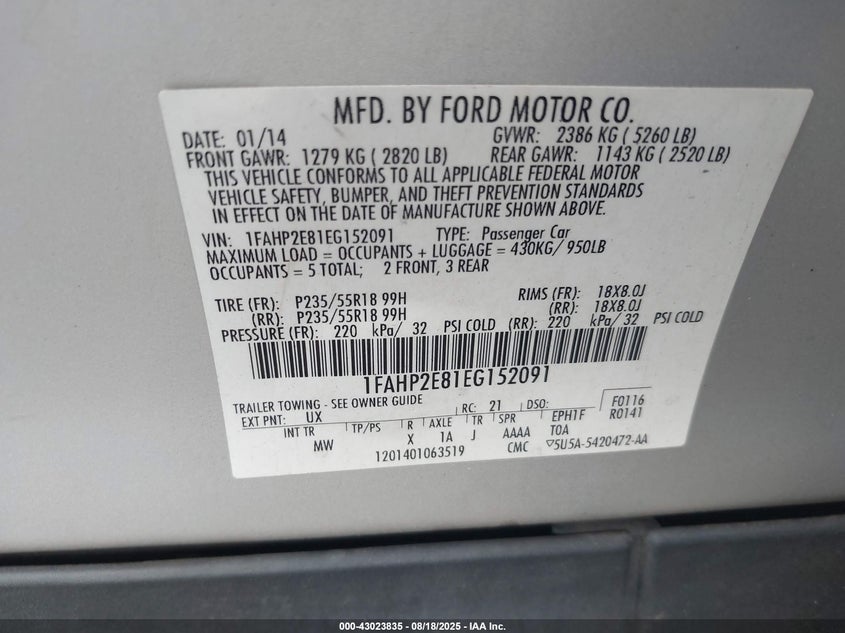 MFD. BY FORD MOTOR CO.
DATE: 01/14 GVWR: 2386 KG ( 5260 LB)
FRONT GAWR: 1279 KG ( 2820 LB) REAR GAWR: 1143 KG ( 2520 LB)
THIS VEHICLE CONFORMS TO ALL APPLICABLE FEDERAL MOTOR
VEHICLE SAFETY, BUMPER, AND THEFT PREVENTION STANDARDS
IN EFFECT ON THE DATE OF MANUFACTURE SHOWN ABOVE.
VIN: 1FAHP2E81EG152091 TYPE: Passenger Car
MAXIMUM LOAD = OCCUPANTS + LUGGAGE = 430KG/ 950LB
OCCUPANTS = 5 TOTAL; 2 FRONT, 3 REAR
TIRE (FR): P235/55R18 99H RIMS (FR): 18X8.0J
(RR): P235/55R18 99H (RR): 18X8.0J
PRESSURE (FR): 220 kPa/ 32 PSI COLD (RR): 220 kPa/ 32 PSI COLD
1FAHP2E81EG152091
TRAILER TOWING - SEE OWNER GUIDE
EXT PNT: UX RC: 21 DSO: F0116
INT TR TP/PS R AXLE TR SPR EPH1F R0141
MW X 1A J AAAA TOA
1201401063519 CMC ▽5U5A-5420472-AA
000-43023835 - 08/18/2025 - IAA Inc.